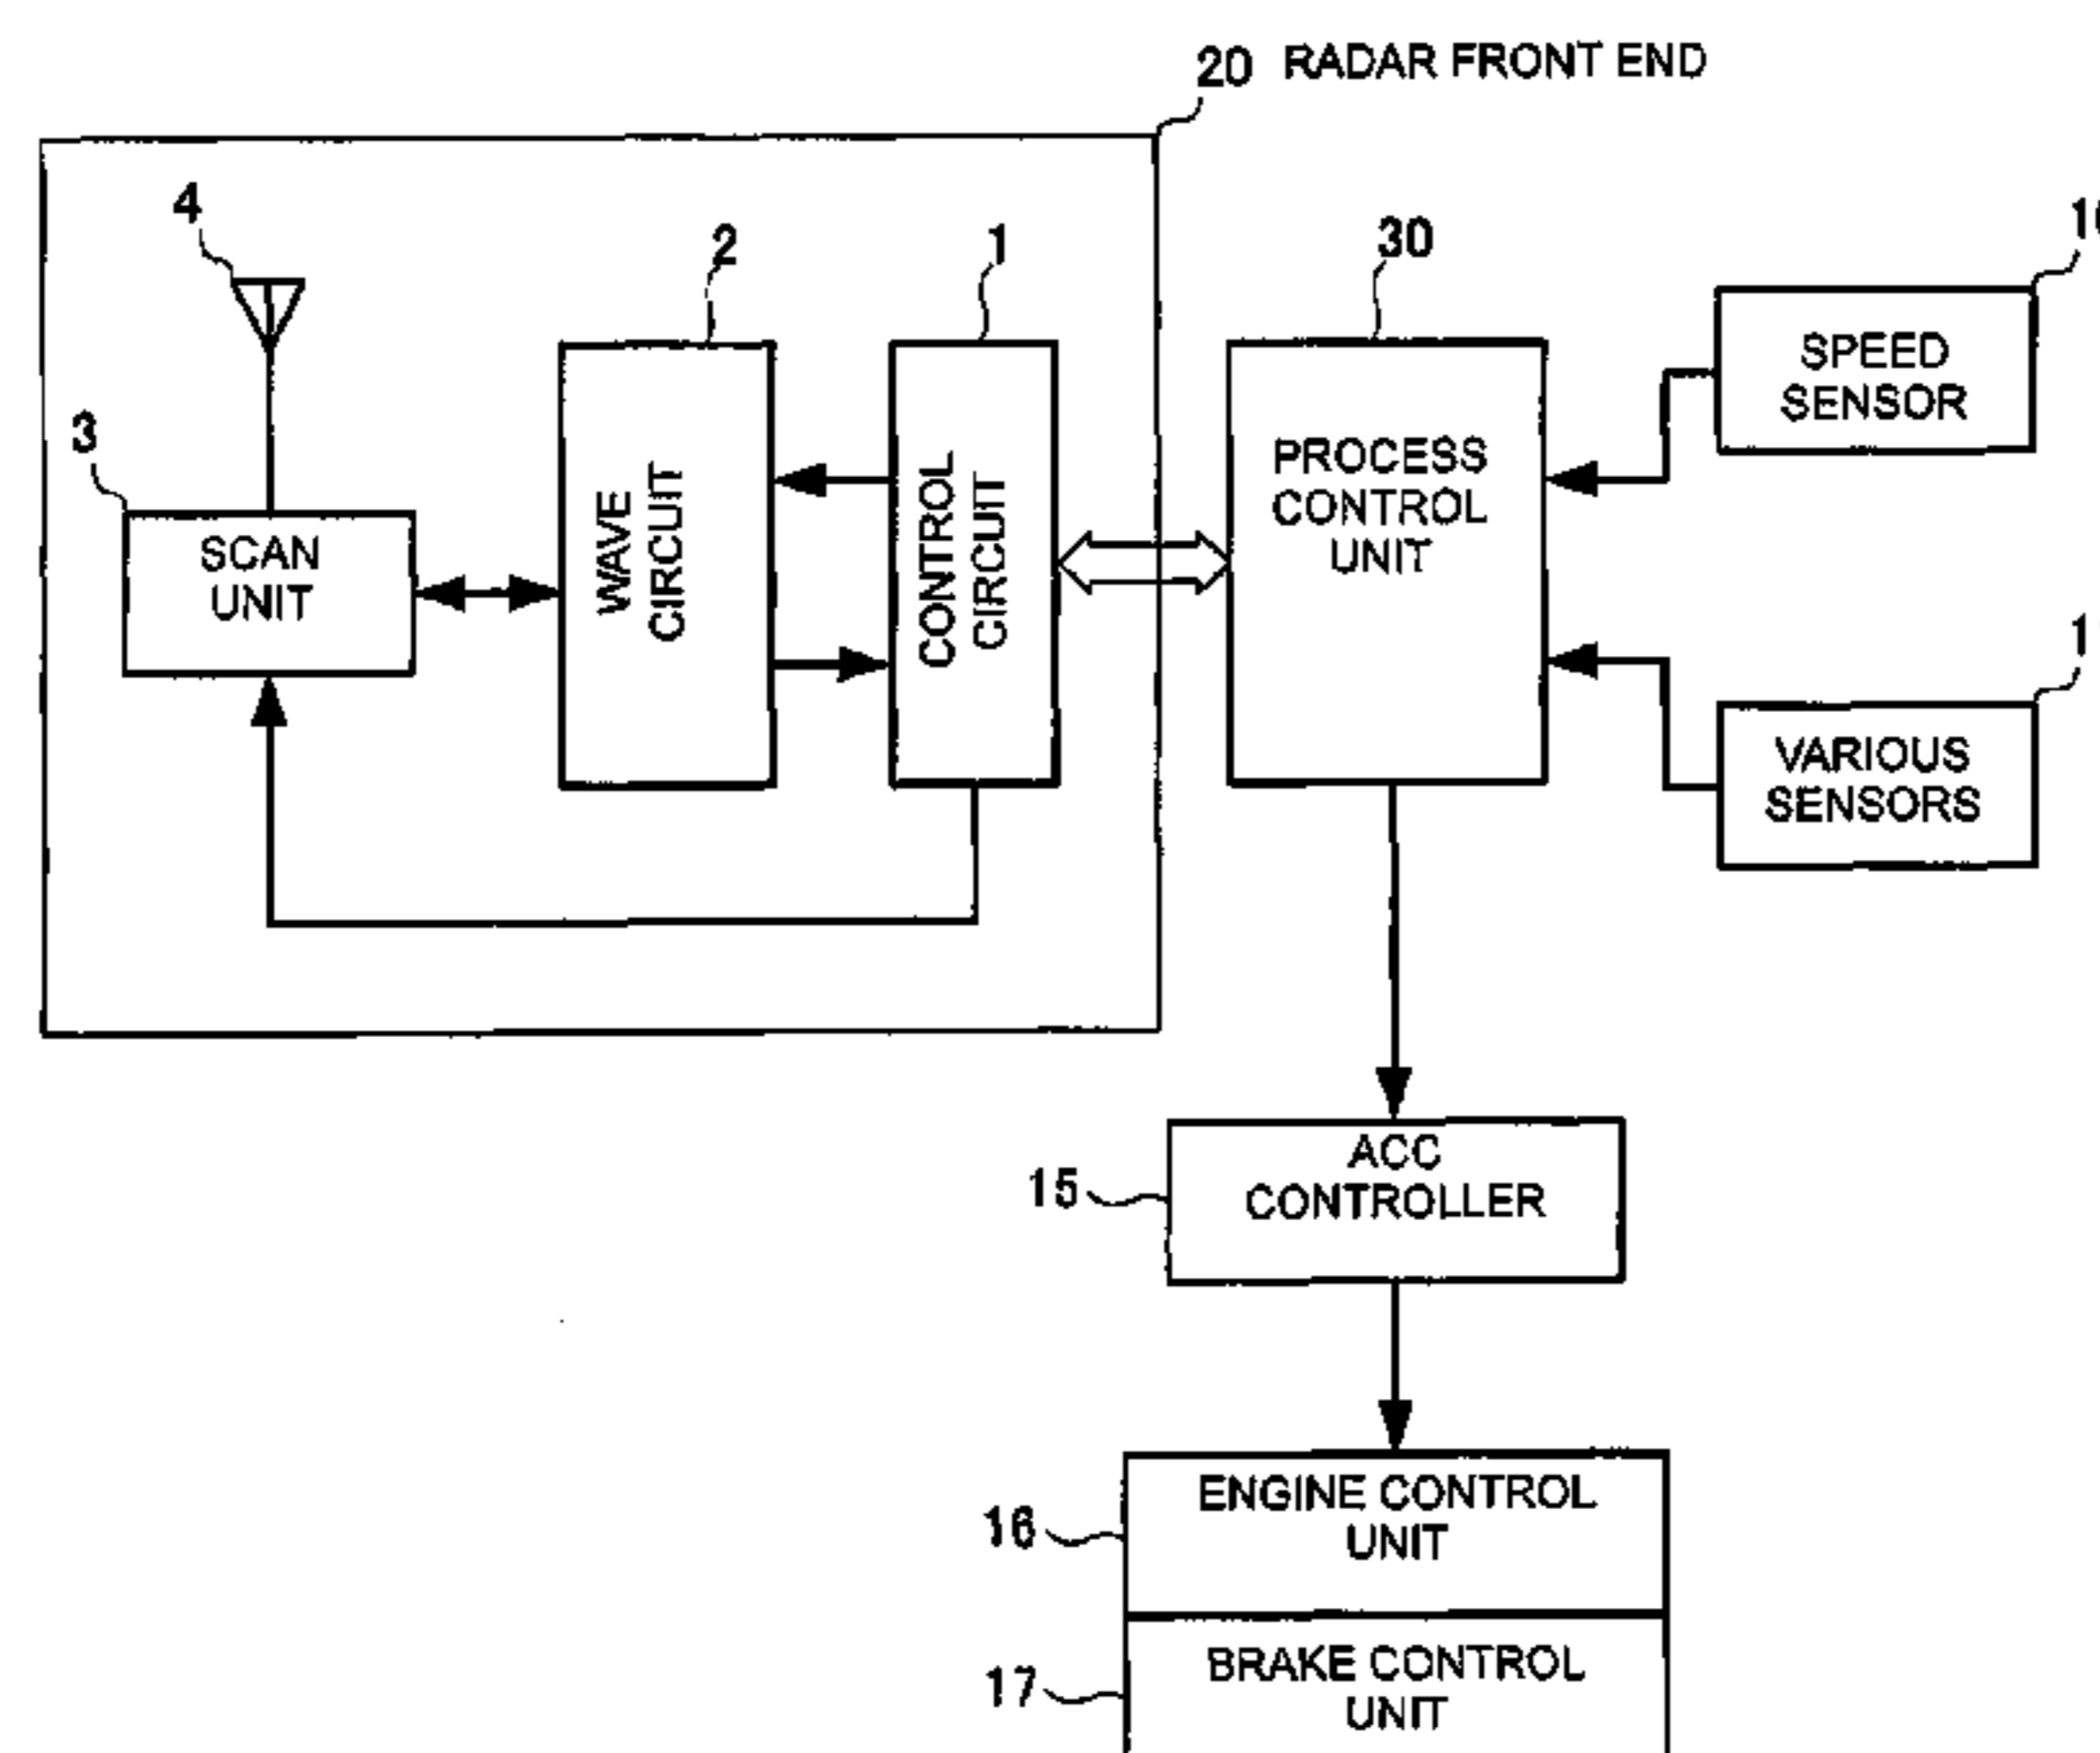 20 RADAR FRONT END
4
2
1
30
SPEED
SENSOR
3
SCAN
UNIT
WAVE
CIRCUIT
CONTROL
CIRCUIT
PROCESS
CONTROL
UNIT
VARIOUS
SENSORS
15
ACC
CONTROLLER
16
ENGINE CONTROL
UNIT
17
BRAKE CONTROL
UNIT